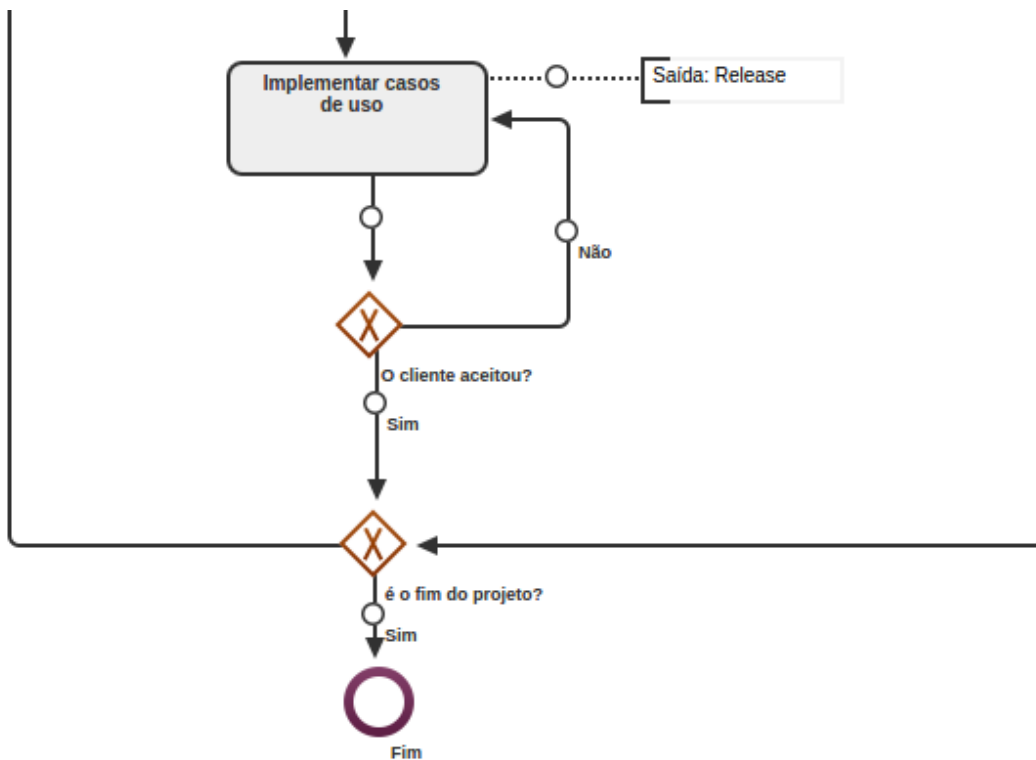 Implementar casos
de uso
Saída: Release
Não
O cliente aceitou?
Sim
é o fim do projeto?
Sim
Fim